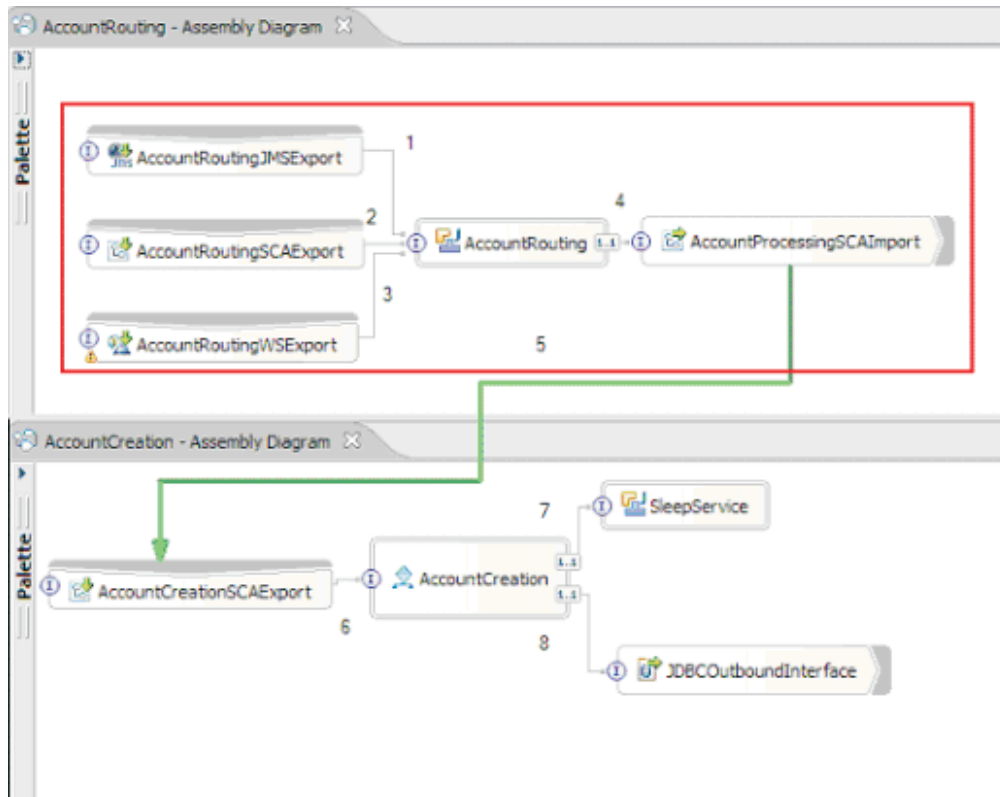 AccountRouting - Assembly Diagram
Palette
1
AccountRoutingJMSExport
2
4
AccountRoutingSCAExport
AccountRouting
1..1
AccountProcessingSCAImport
3
AccountRoutingWSExport
5
AccountCreation - Assembly Diagram
Palette
7
SleepService
1..1
AccountCreationSCAExport
AccountCreation
1..1
6
8
JDBCOutboundInterface